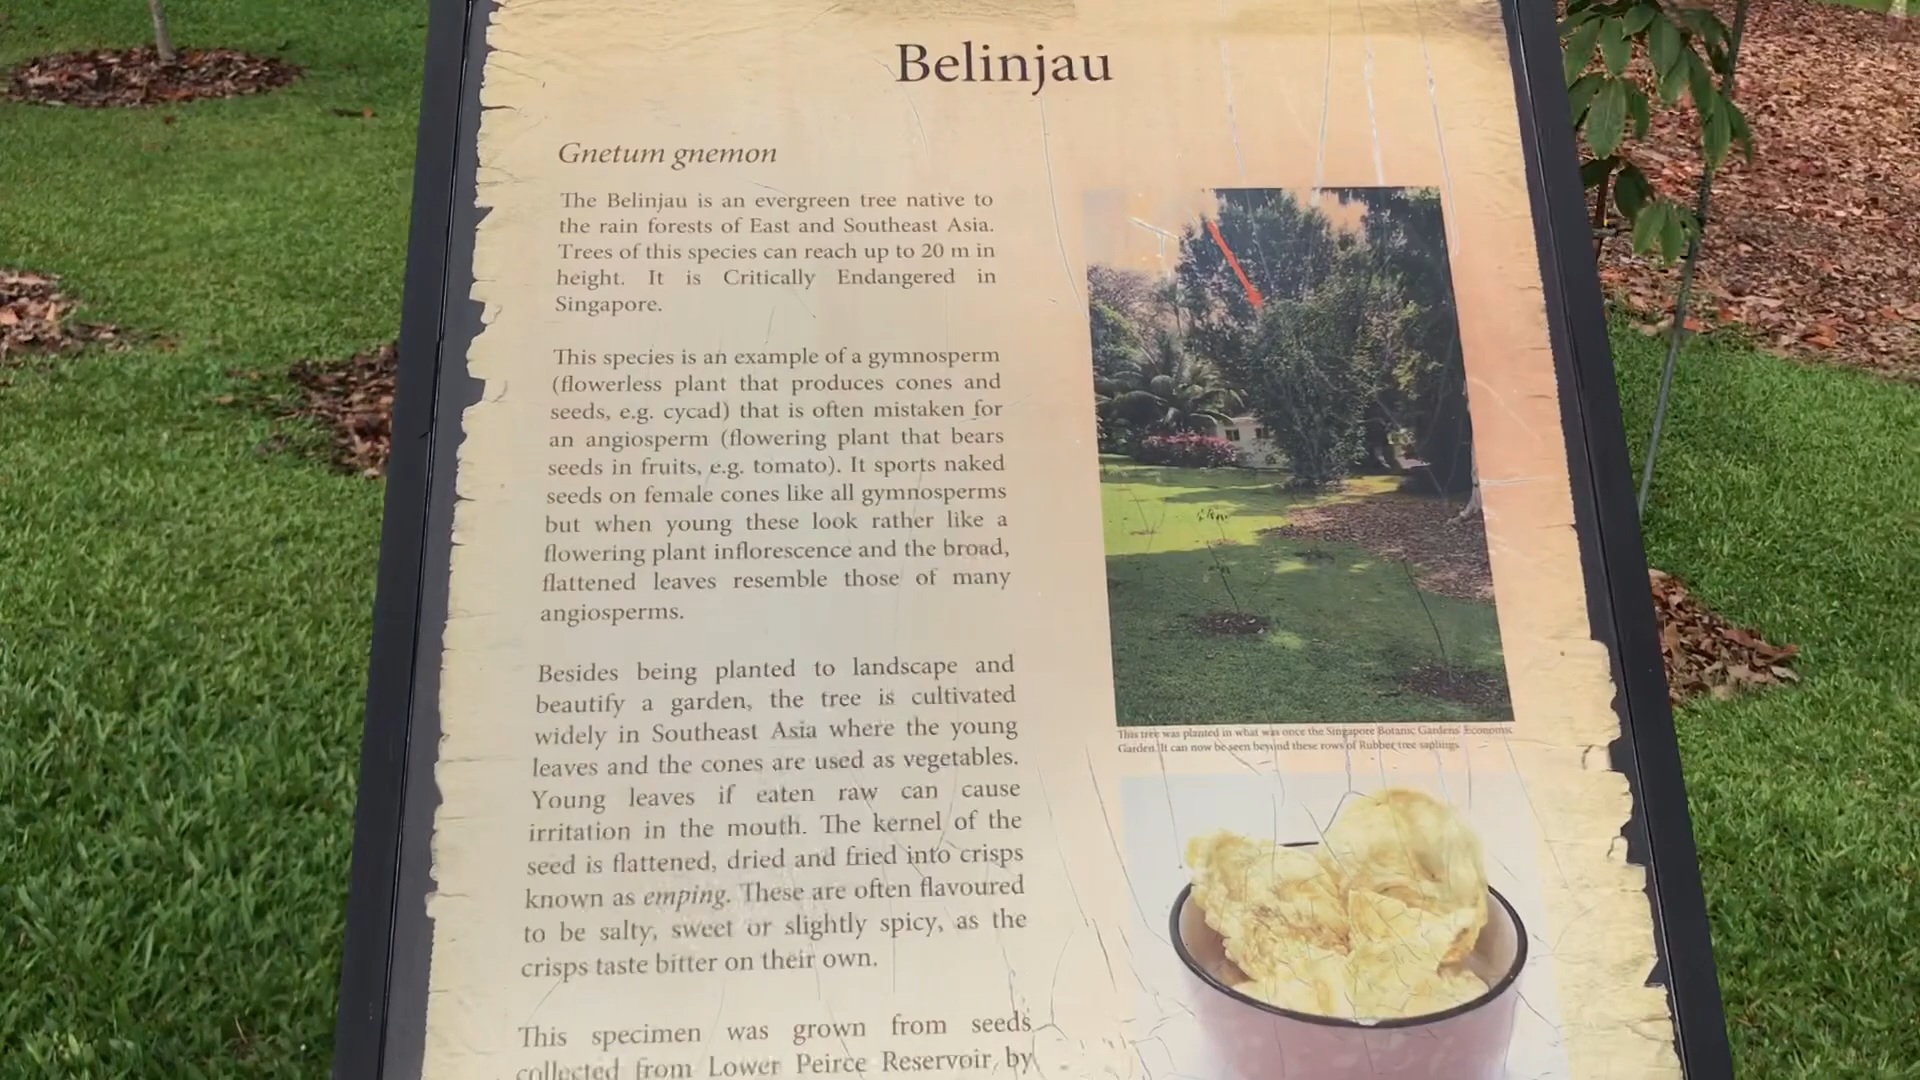 Belinjau
Gnetum gnemon
The Belinjau is an evergreen tree native to
the rain forests of East and Southeast Asia.
Trees of this species can reach up to 20 m in
height. It is Critically Endangered in
Singapore.
This species is an example of a gymnosperm
(flowerless plant that produces cones and
seeds, e.g. cycad) that is often mistaken for
an angiosperm (flowering plant that bears
seeds in fruits, e.g. tomato). It sports naked
seeds on female cones like all gymnosperms
but when young these look rather like a
flowering plant inflorescence and the broad,
flattened leaves resemble those of many
angiosperms.
Besides being planted to landscape and
beautify a garden, the tree is cultivated
widely in Southeast Asia where the young
leaves and the cones are used as vegetables.
Young leaves if eaten raw can cause
irritation in the mouth. The kernel of the
seed is flattened, dried and fried into crisps
known as emping. These are often flavoured
to be salty, sweet or slightly spicy, as the
crisps taste bitter on their own.
This specimen was grown from seeds
collected from Lower Peirce Reservoir by
This tree was planted in what was once the Singapore Botanic Gardens' Economic
Garden. It can now be seen beyond these rows of Rubber tree saplings.